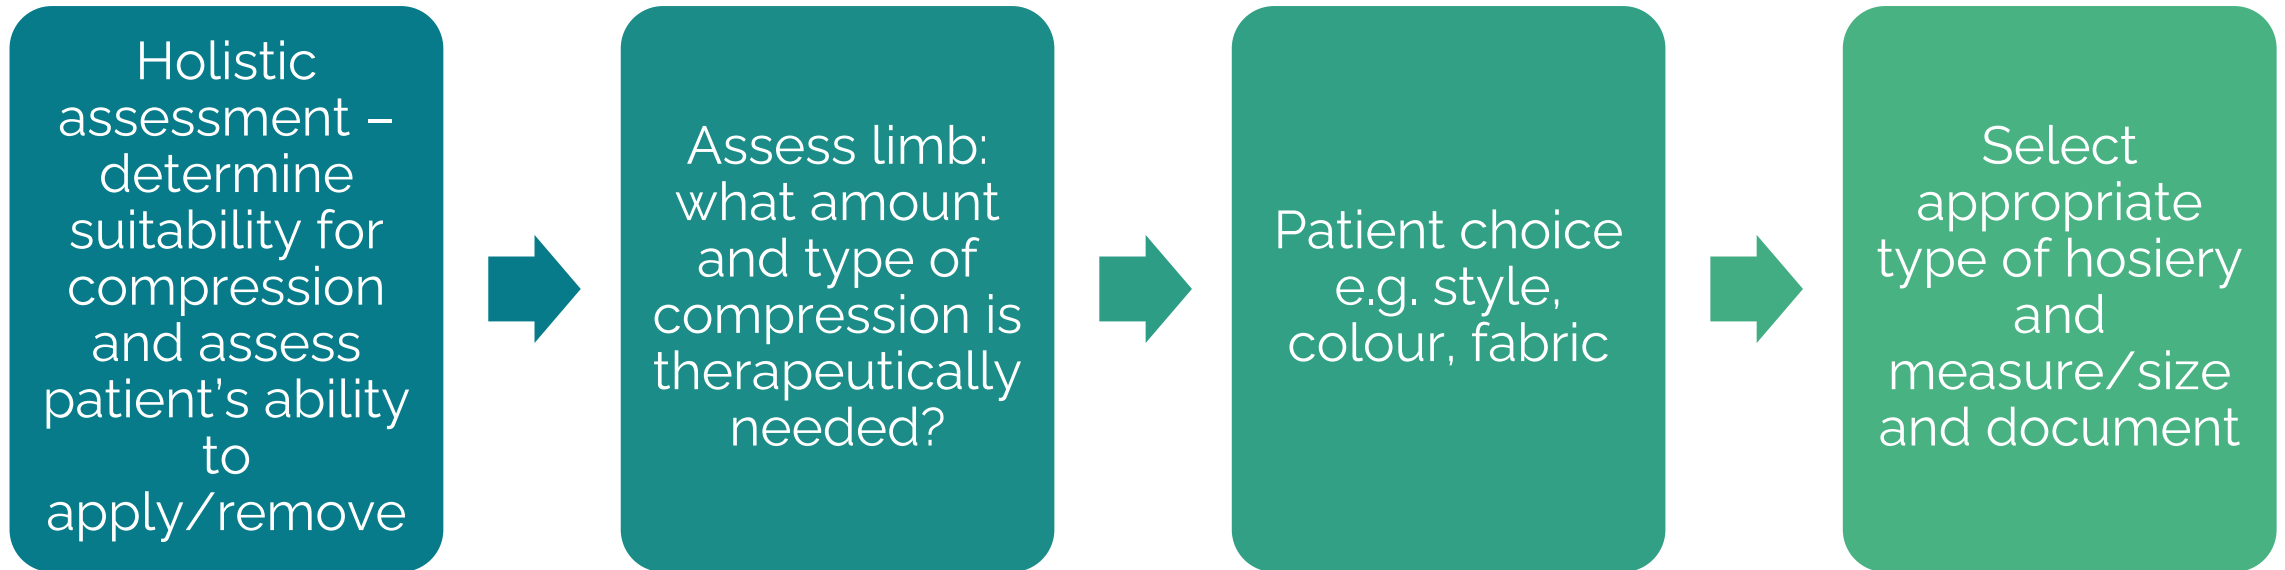 Holistic
assessment –
determine
suitability for
compression
and assess
patient’s ability
to
apply/remove
Assess limb:
what amount
and type of
compression is
therapeutically
needed?
Patient choice
e.g. style,
colour, fabric
Select
appropriate
type of hosiery
and
measure/size
and document